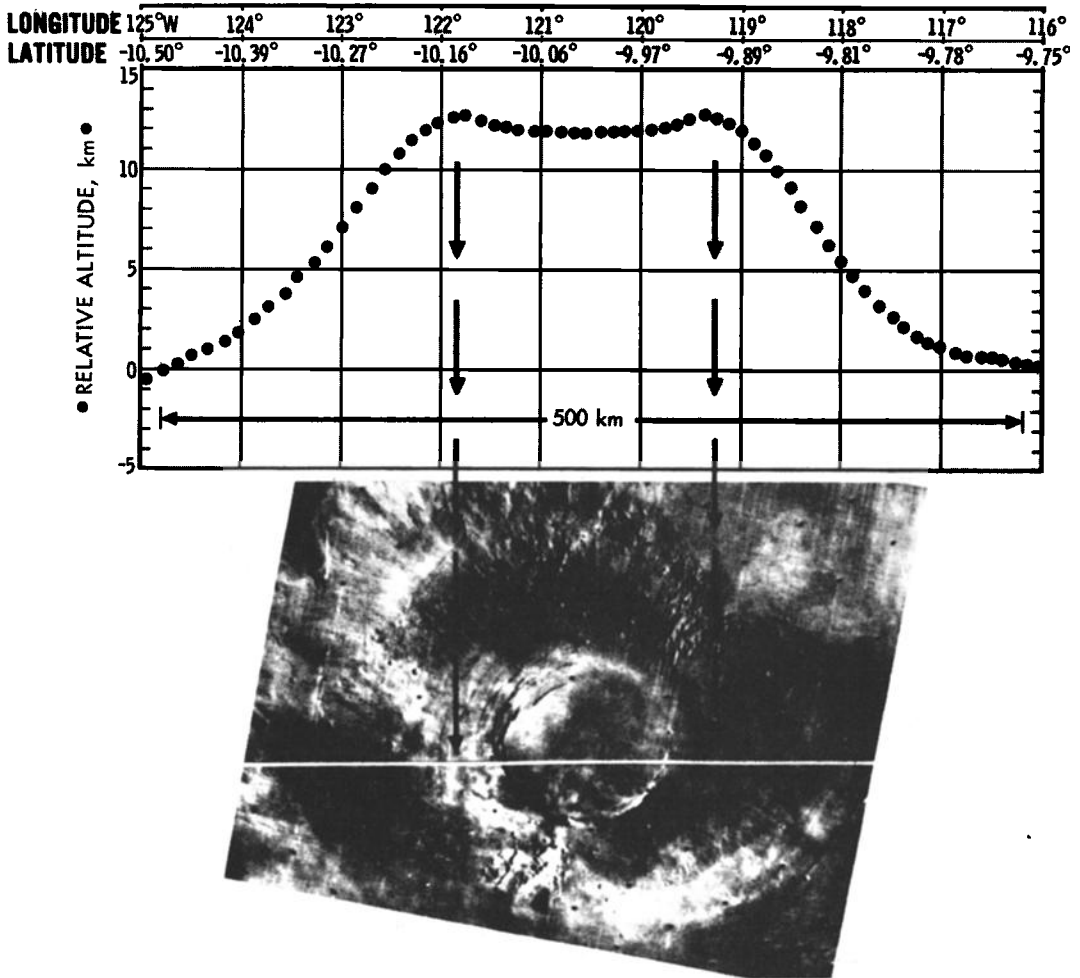 LONGITUDE 125°W 124° 123° 122° 121° 120° 119° 118° 117° 116°
LATITUDE -10.50° -10.39° -10.27° -10.16° -10.06° -9.97° -9.89° -9.81° -9.78° -9.75°
15
10
5
0
-5
● RELATIVE ALTITUDE, km ●
500 km